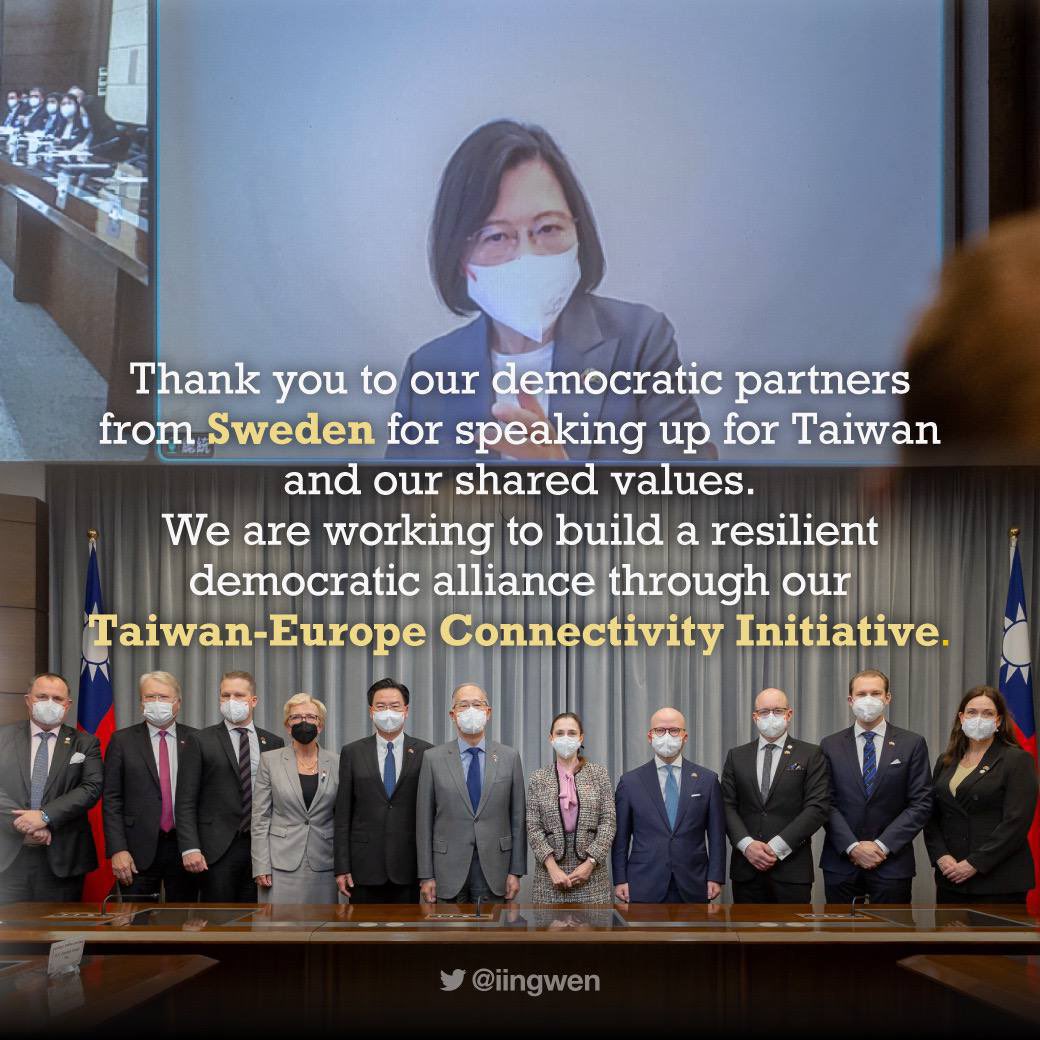 Thank you to our democratic partners
from Sweden for speaking up for Taiwan
and our shared values.
We are working to build a resilient
democratic alliance through our
Taiwan-Europe Connectivity Initiative.
@iingwen